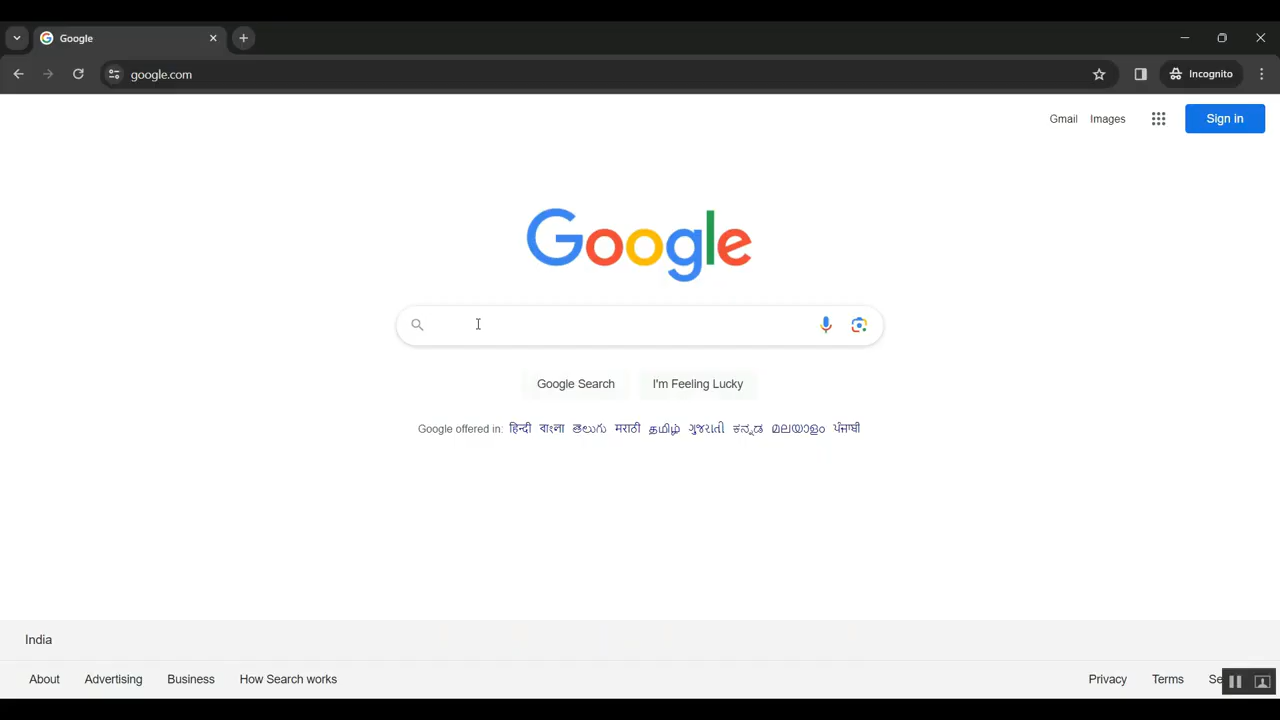 Google
google.com
Incognito
Gmail Images Sign in
Google
Google Search I'm Feeling Lucky
Google offered in: हिन्दी বাংলা తెలుగు मराठी தமிழ் ગુજરાતી ಕನ್ನಡ മലയാളം ਪੰਜਾਬੀ
India
About Advertising Business How Search works Privacy Terms Se